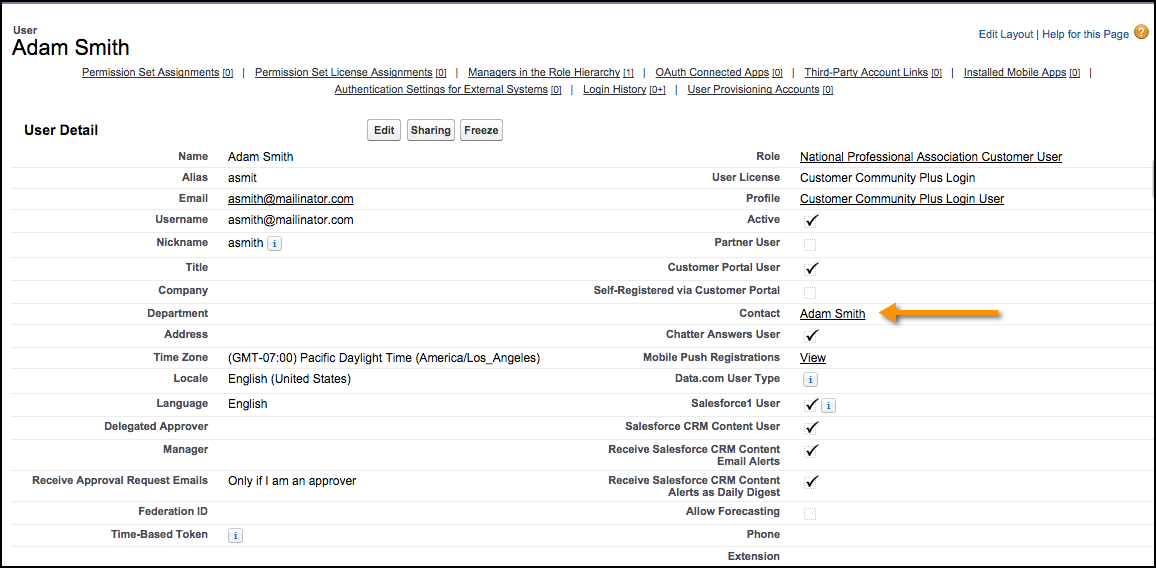 User
Adam Smith
Edit Layout | Help for this Page ?
Permission Set Assignments [0] | Permission Set License Assignments [0] | Managers in the Role Hierarchy [1] | OAuth Connected Apps [0] | Third-Party Account Links [0] | Installed Mobile Apps [0] |
Authentication Settings for External Systems [0] | Login History [0+] | User Provisioning Accounts [0]
User Detail Edit Sharing Freeze
Name Adam Smith Role National Professional Association Customer User
Alias asmit User License Customer Community Plus Login
Email asmith@mailinator.com Profile Customer Community Plus Login User
Username asmith@mailinator.com Active
Nickname asmith i Partner User
Title Customer Portal User
Company Self-Registered via Customer Portal
Department Contact Adam Smith
Address Chatter Answers User
Time Zone (GMT-07:00) Pacific Daylight Time (America/Los_Angeles) Mobile Push Registrations View
Locale English (United States) Data.com User Type i
Language English Salesforce1 User i
Delegated Approver Salesforce CRM Content User
Manager Receive Salesforce CRM Content
Email Alerts
Receive Approval Request Emails Only if I am an approver Receive Salesforce CRM Content
Alerts as Daily Digest
Federation ID Allow Forecasting
Time-Based Token i Phone
Extension